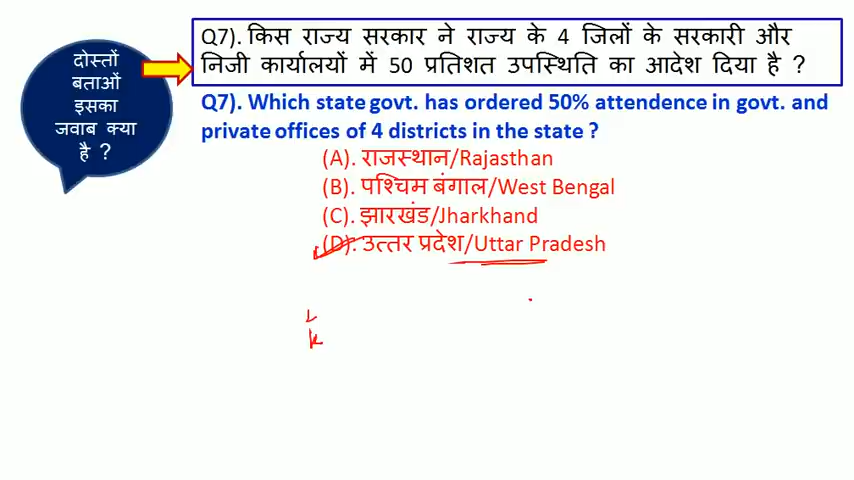 दोस्तों
बताओं
इसका
जवाब क्या
है ?
Q7). किस राज्य सरकार ने राज्य के 4 जिलों के सरकारी और
निजी कार्यालयों में 50 प्रतिशत उपस्थिति का आदेश दिया है ?
Q7). Which state govt. has ordered 50% attendence in govt. and
private offices of 4 districts in the state ?
(A). राजस्थान/Rajasthan
(B). पश्चिम बंगाल/West Bengal
(C). झारखंड/Jharkhand
(D). उत्तर प्रदेश/Uttar Pradesh